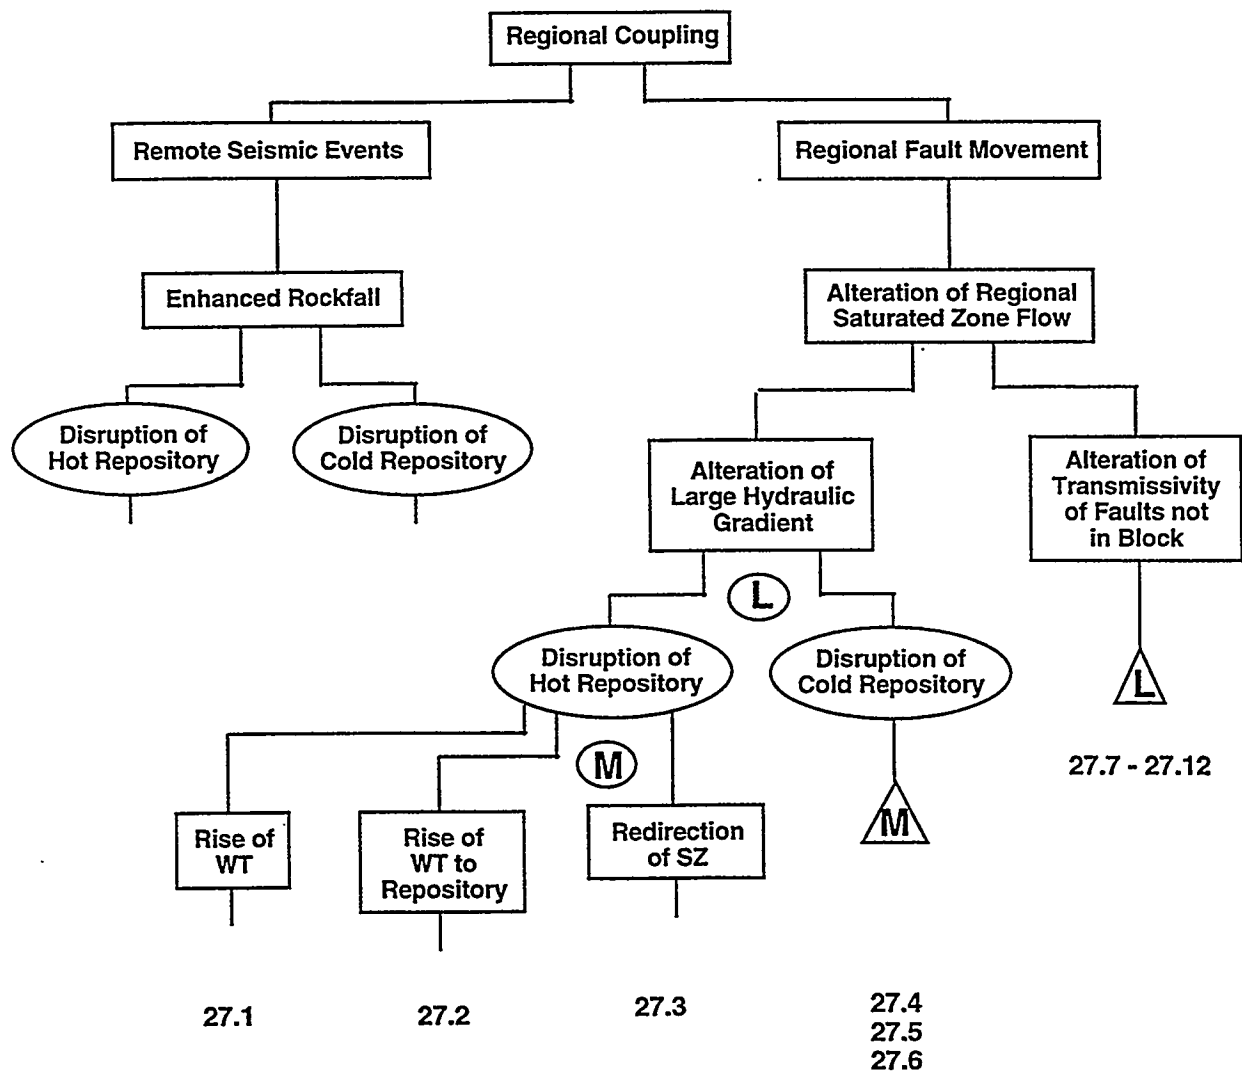 Regional Coupling
Remote Seismic Events
Regional Fault Movement
Enhanced Rockfall
Alteration of Regional
Saturated Zone Flow
Disruption of
Hot Repository
Disruption of
Cold Repository
Alteration of
Large Hydraulic
Gradient
Alteration of
Transmissivity
of Faults not
in Block
L
Disruption of
Hot Repository
Disruption of
Cold Repository
L
M
27.7 - 27.12
Rise of
WT
Rise of
WT to
Repository
Redirection
of SZ
M
27.1
27.2
27.3
27.4
27.5
27.6